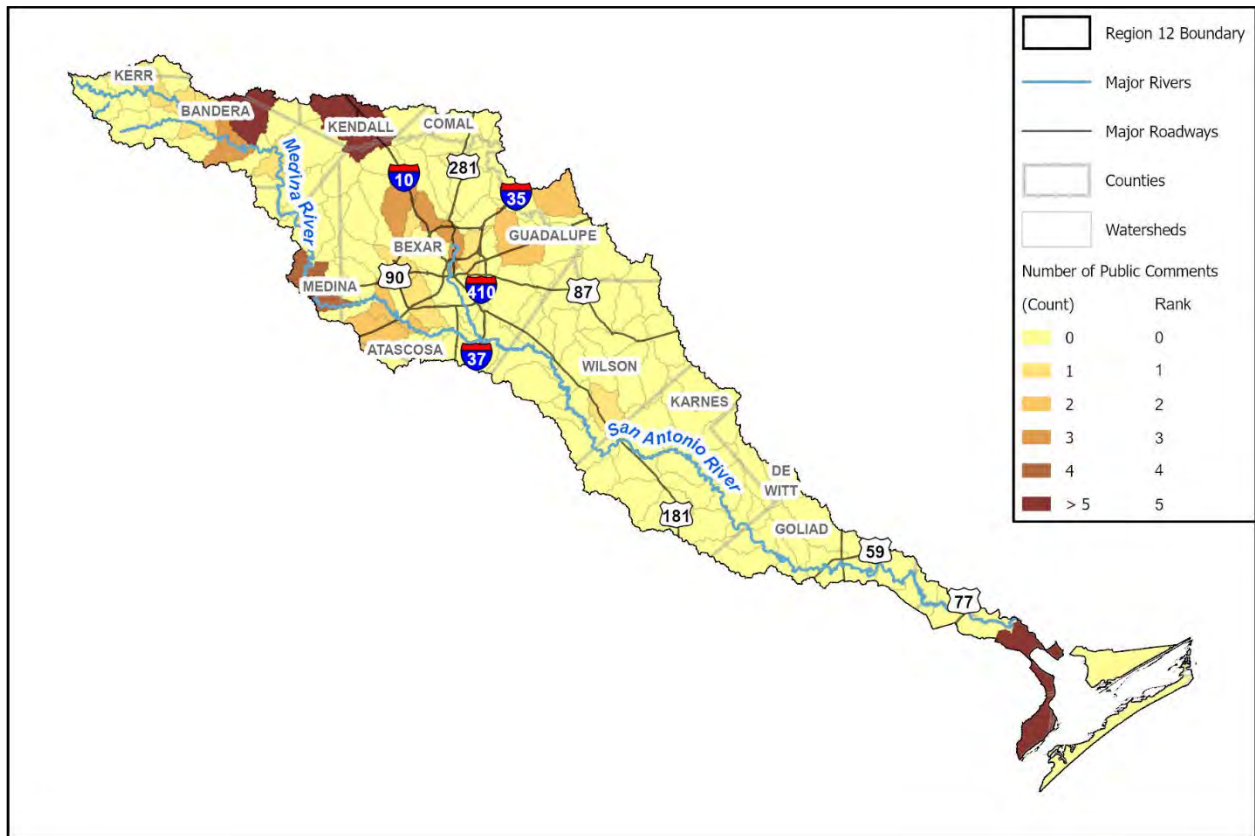 KERR
BANDERA
KENDALL
COMAL
Medina River
281
10
35
BEXAR
GUADALUPE
MEDINA
90
410
87
ATASCOSA
37
WILSON
KARNES
San Antonio River
DE
WITT
181
GOLIAD
59
77
Region 12 Boundary
Major Rivers
Major Roadways
Counties
Watersheds
Number of Public Comments
(Count) Rank
0 0
1 1
2 2
3 3
4 4
> 5 5